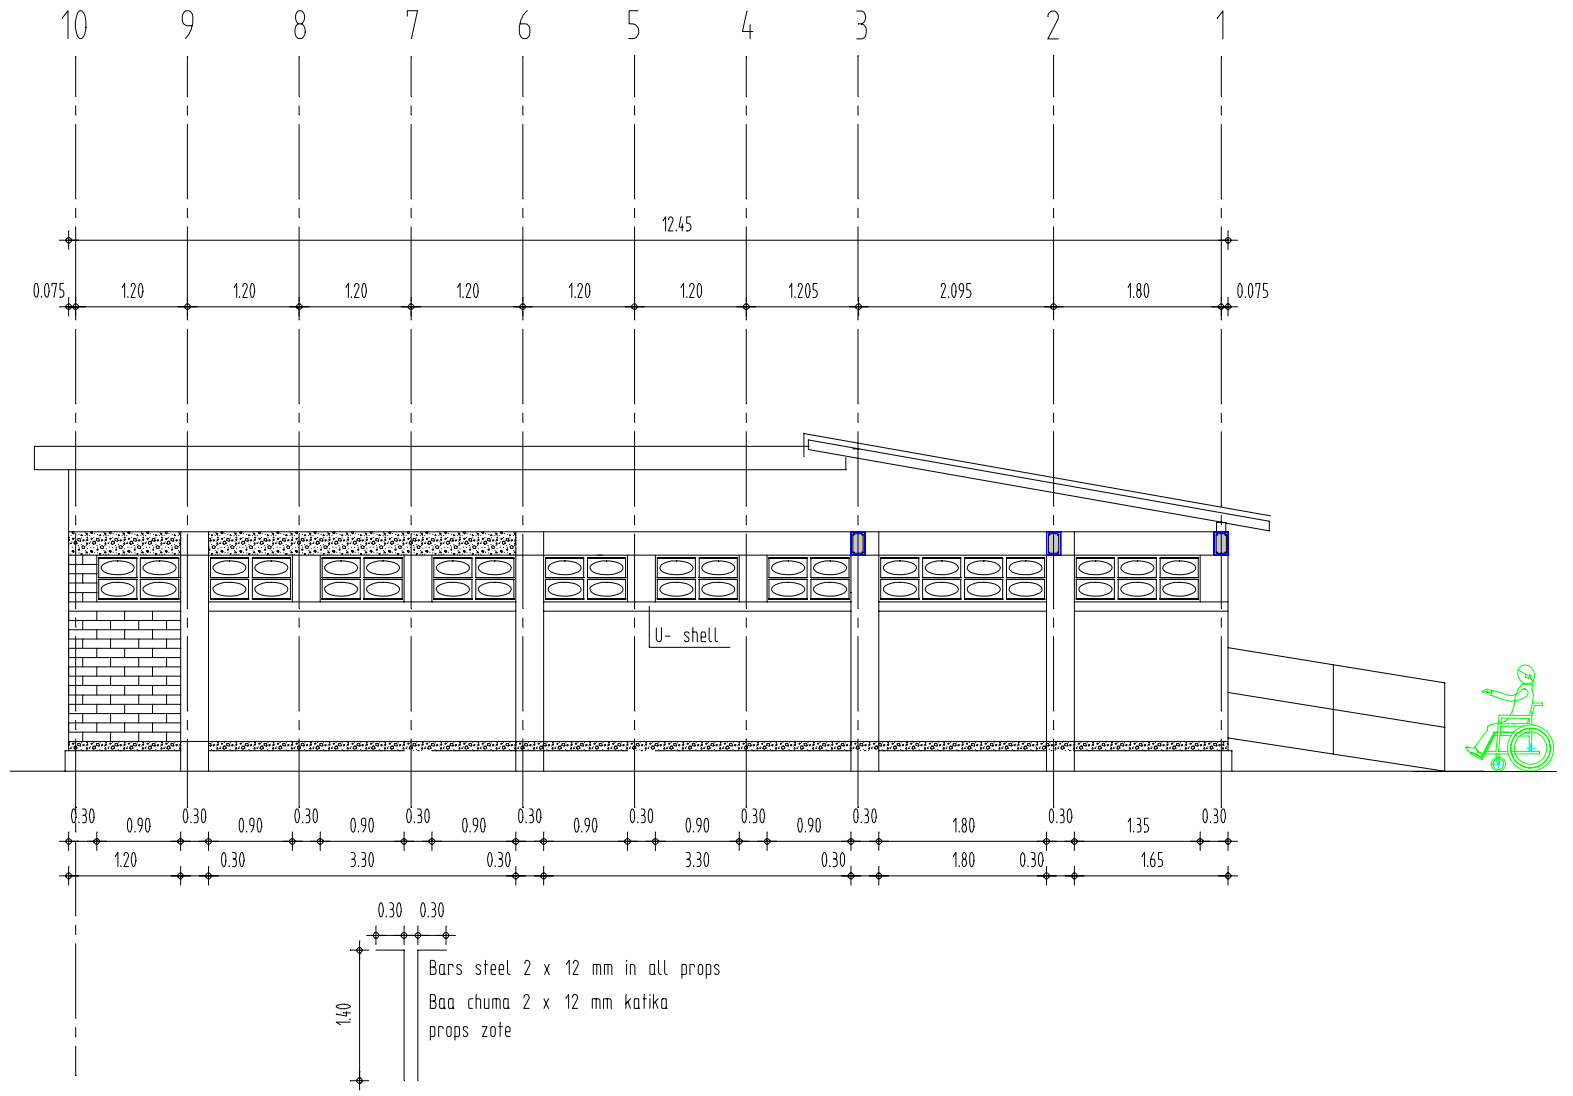 10 9 8 7 6 5 4 3 2 1
12.45
0.075 1.20 1.20 1.20 1.20 1.20 1.20 1.205 2.095 1.80 0.075
U- shell
0.30 0.30 0.30 0.30 0.30 0.30 0.30 0.30 0.30 0.30
0.90 0.90 0.90 0.90 0.90 0.90 0.90 1.80 1.35
1.20 0.30 3.30 0.30 3.30 0.30 1.80 0.30 1.65
0.30 0.30
Bars steel 2 x 12 mm in all props
Baa chuma 2 x 12 mm katika
props zote
1.40